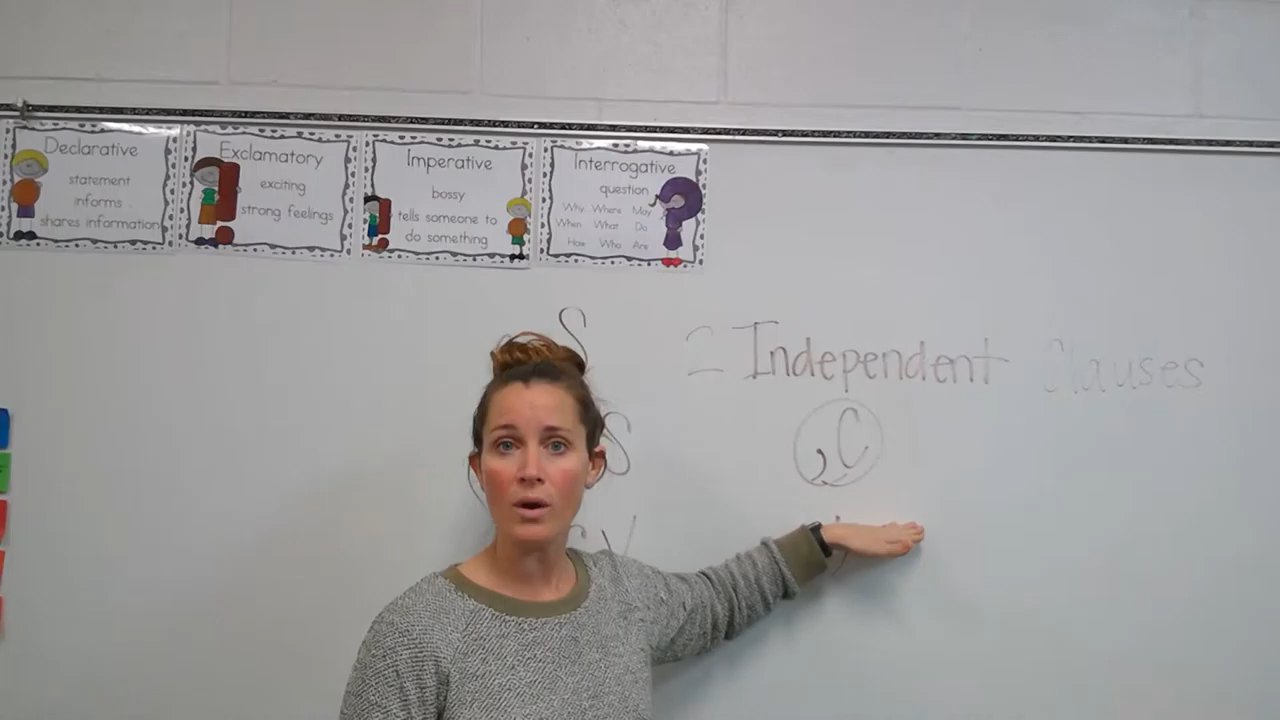 Declarative
statement
informs
shares information
Exclamatory
exciting
strong feelings
Imperative
bossy
tells someone to
do something
Interrogative
question
Why Where May
When What Do
How Who Are
S
2 Independent Clauses
S
, C